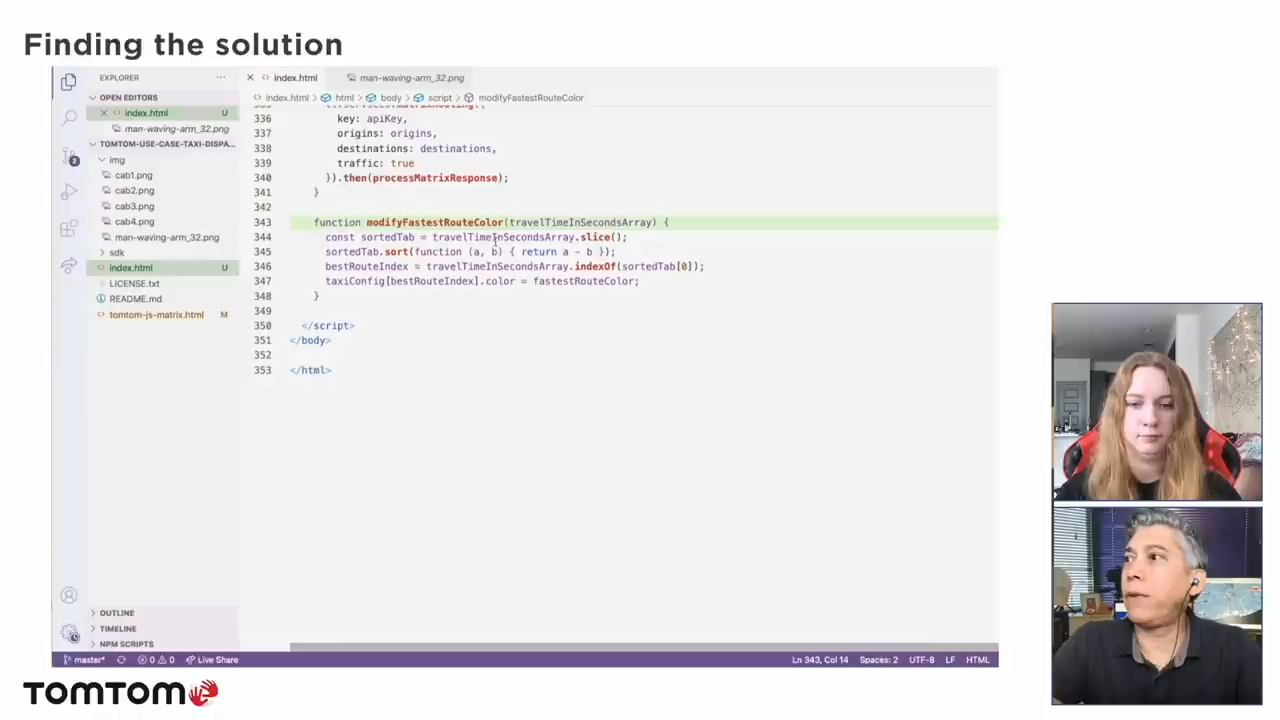 Finding the solution
EXPLORER
index.html
man-waving-arm_32.png
OPEN EDITORS
index.html U
man-waving-arm_32.png
TOMTOM-USE-CASE-TAXI-DISPA...
img
cab1.png
cab2.png
cab3.png
cab4.png
man-waving-arm_32.png
sdk
index.html U
LICENSE.txt
README.md
tomtom-js-matrix.html M
OUTLINE
TIMELINE
NPM SCRIPTS
index.html > html > body > script > modifyFastestRouteColor
336 key: apiKey,
337 origins: origins,
338 destinations: destinations,
339 traffic: true
340 }).then(processMatrixResponse);
341 }
342
343 function modifyFastestRouteColor(travelTimeInSecondsArray) {
344 const sortedTab = travelTimeInSecondsArray.slice();
345 sortedTab.sort(function (a, b) { return a - b });
346 bestRouteIndex = travelTimeInSecondsArray.indexOf(sortedTab[0]);
347 taxiConfig[bestRouteIndex].color = fastestRouteColor;
348 }
349
350 </script>
351 </body>
352
353 </html>
2
master* 0 0 Live Share
Ln 343, Col 14 Spaces: 2 UTF-8 LF HTML
TOMTOM